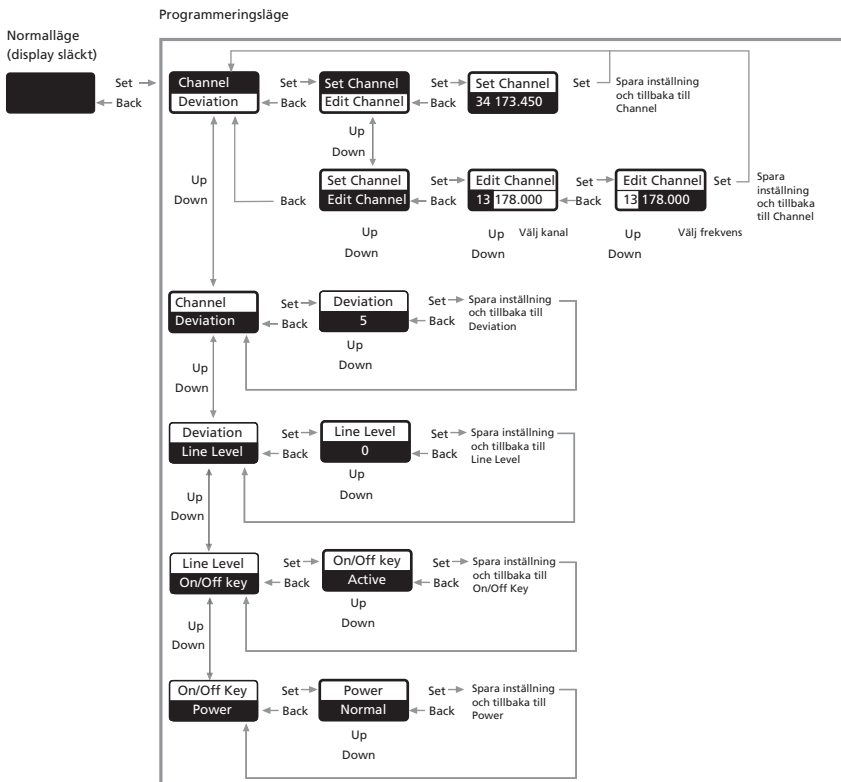 Programmeringsläge
Normalläge
(display släckt)
Set
Back
Channel
Deviation
Set
Back
Set Channel
Edit Channel
Set
Back
Set Channel
34 173.450
Set
Spara inställning
och tillbaka till
Channel
Up
Down
Up
Down
Back
Set Channel
Edit Channel
Set
Back
Edit Channel
13 178.000
Set
Back
Edit Channel
13 178.000
Set
Spara
inställning
och tillbaka
till Channel
Up
Down
Up
Down
Välj kanal
Up
Down
Välj frekvens
Channel
Deviation
Set
Back
Deviation
5
Set
Back
Spara inställning
och tillbaka till
Deviation
Up
Down
Up
Down
Deviation
Line Level
Set
Back
Line Level
0
Set
Back
Spara inställning
och tillbaka till
Line Level
Up
Down
Up
Down
Line Level
On/Off key
Set
Back
On/Off key
Active
Set
Back
Spara inställning
och tillbaka till
On/Off Key
Up
Down
Up
Down
On/Off Key
Power
Set
Back
Power
Normal
Set
Back
Spara inställning
och tillbaka till
Power
Up
Down